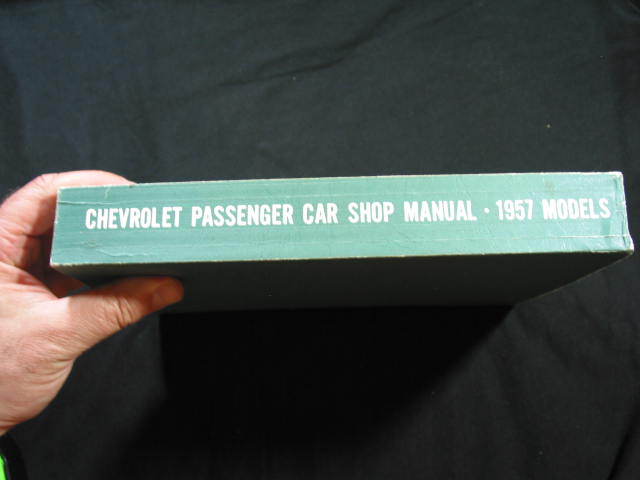 CHEVROLET PASSENGER CAR SHOP MANUAL · 1957 MODELS